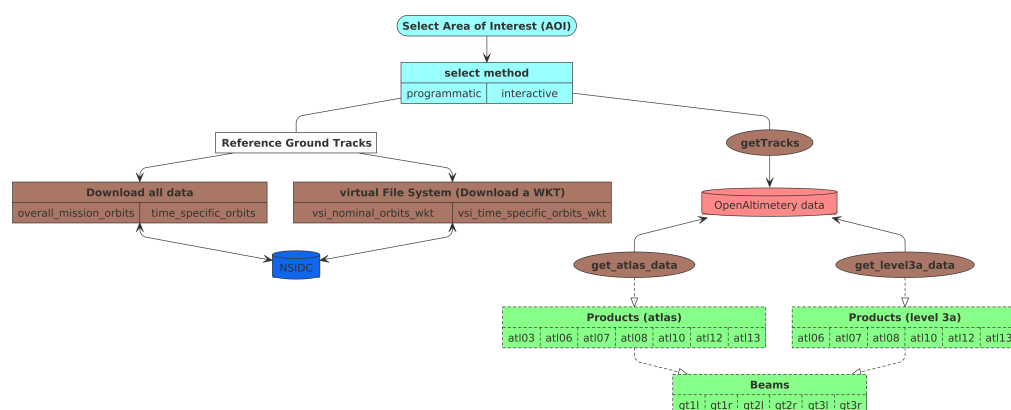 Select Area of Interest (AOI)
select method
programmatic interactive
Reference Ground Tracks
getTracks
Download all data
overall_mission_orbits time_specific_orbits
virtual File System (Download a WKT)
vsi_nominal_orbits_wkt vsi_time_specific_orbits_wkt
OpenAltimetery data
NSIDC
get_atlas_data
get_level3a_data
Products (atlas)
atl03 atl06 atl07 atl08 atl10 atl12 atl13
Products (level 3a)
atl06 atl07 atl08 atl10 atl12 atl13
Beams
gt1l gt1r gt2l gt2r gt3l gt3r